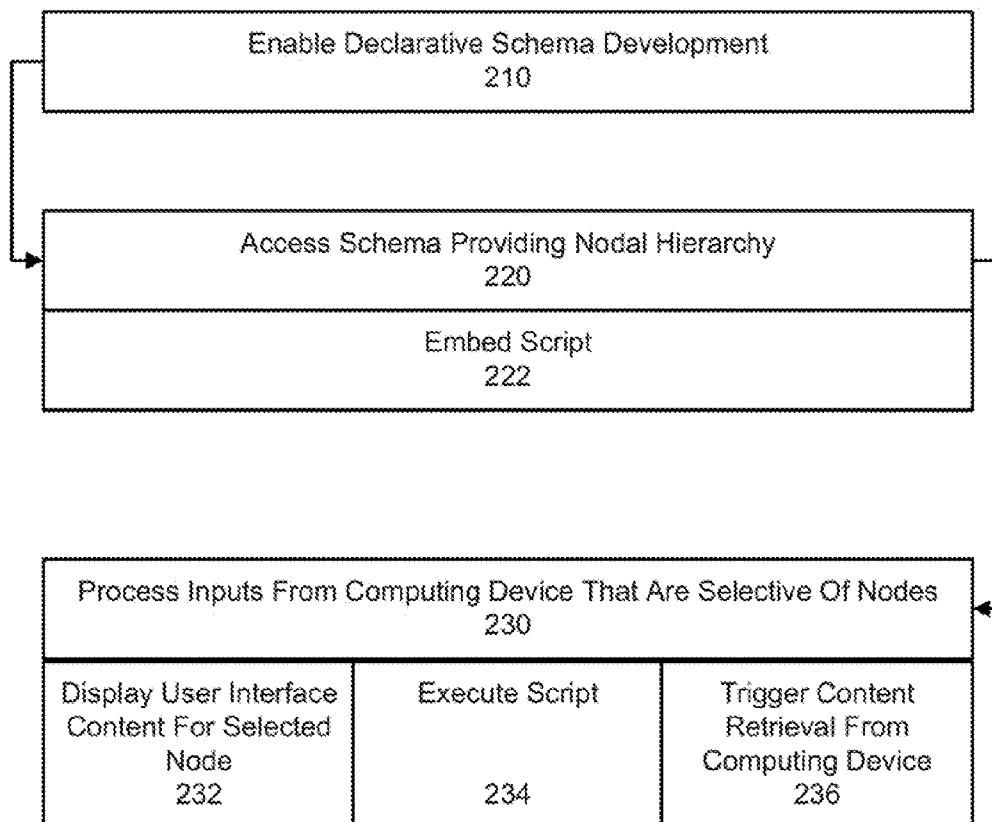 Enable Declarative Schema Development
210
Access Schema Providing Nodal Hierarchy
220
Embed Script
222
Process Inputs From Computing Device That Are Selective Of Nodes
230
Display User Interface
Content For Selected
Node
232
Execute Script
234
Trigger Content
Retrieval From
Computing Device
236